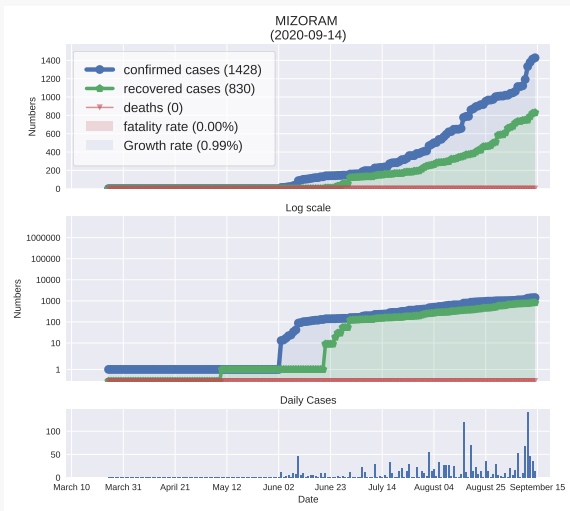 MIZORAM
(2020-09-14)
confirmed cases (1428)
recovered cases (830)
deaths (0)
fatality rate (0.00%)
Growth rate (0.99%)
Numbers
1400
1200
1000
800
600
400
200
0
Log scale
Numbers
1000000
100000
10000
1000
100
10
1
Daily Cases
100
50
0
March 10 March 31 April 21 May 12 June 02 June 23 July 14 August 04 August 25 September 15
Date